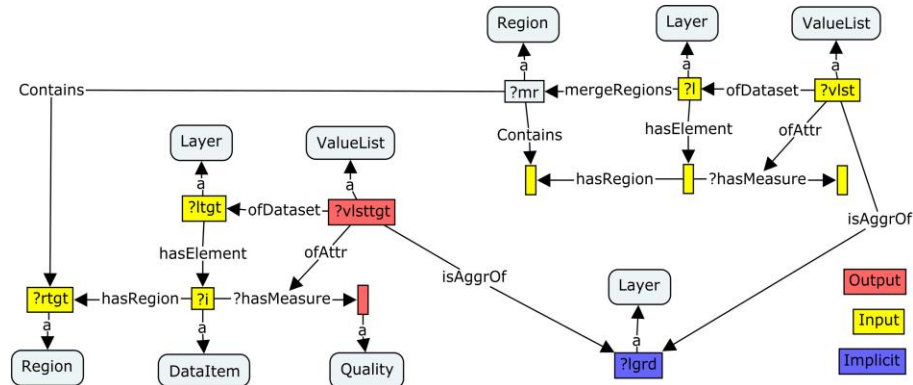 Region
Layer
ValueList
a
a
a
Contains
?mr
mergeRegions
?l
ofDataset
?vlst
Contains
hasElement
ofAttr
Layer
ValueList
a
a
hasRegion
?hasMeasure
?ltgt
ofDataset
?vlsttgt
isAggrOf
hasElement
ofAttr
isAggrOf
Layer
Output
?rtgt
hasRegion
?i
?hasMeasure
Input
a
a
a
a
Region
DataItem
Quality
?lgrd
Implicit